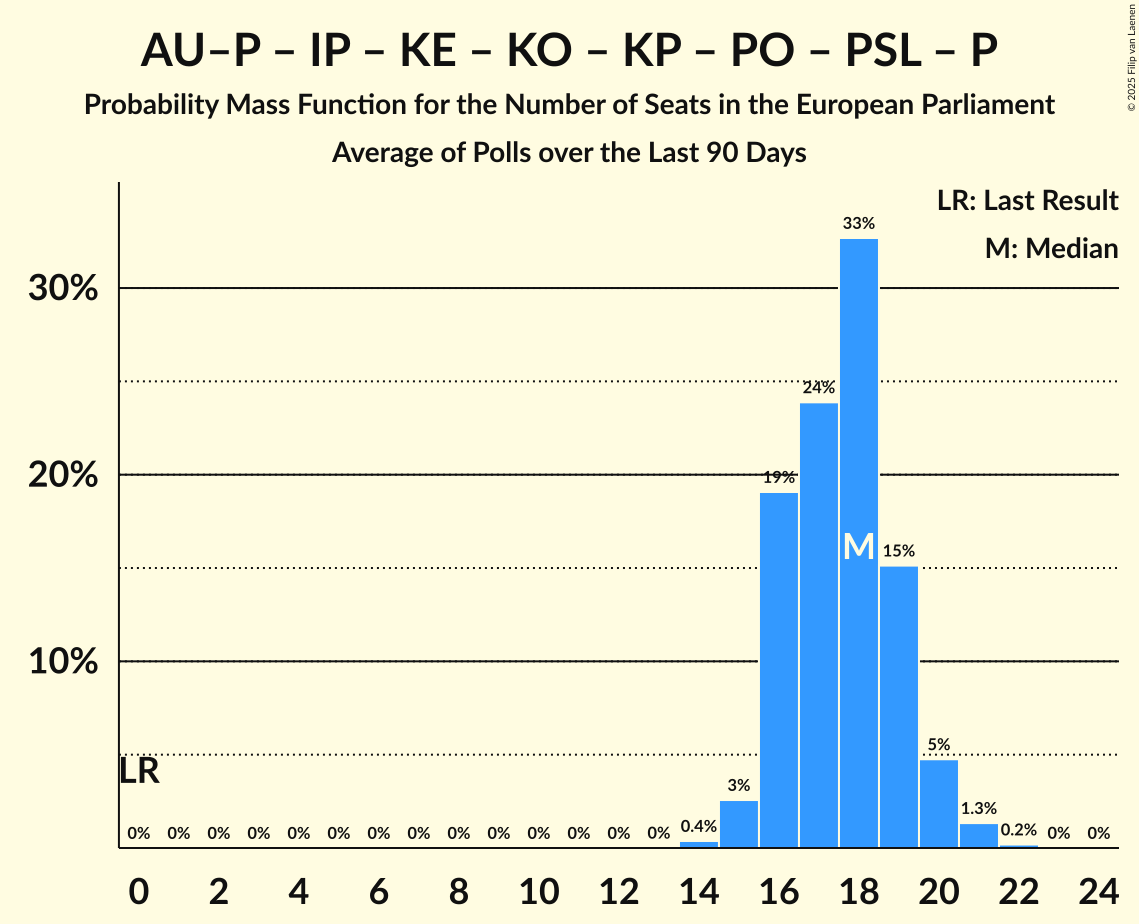 AU–P – IP – KE – KO – KP – PO – PSL – P
Probability Mass Function for the Number of Seats in the European Parliament
Average of Polls over the Last 90 Days
© 2025 Filip van Laenen
LR: Last Result
M: Median
30%
20%
10%
33%
24%
19%
M
15%
5%
LR
3%
1.3%
0% 0% 0% 0% 0% 0% 0% 0% 0% 0% 0% 0% 0% 0% 0.4% 0.2% 0% 0%
0 2 4 6 8 10 12 14 16 18 20 22 24